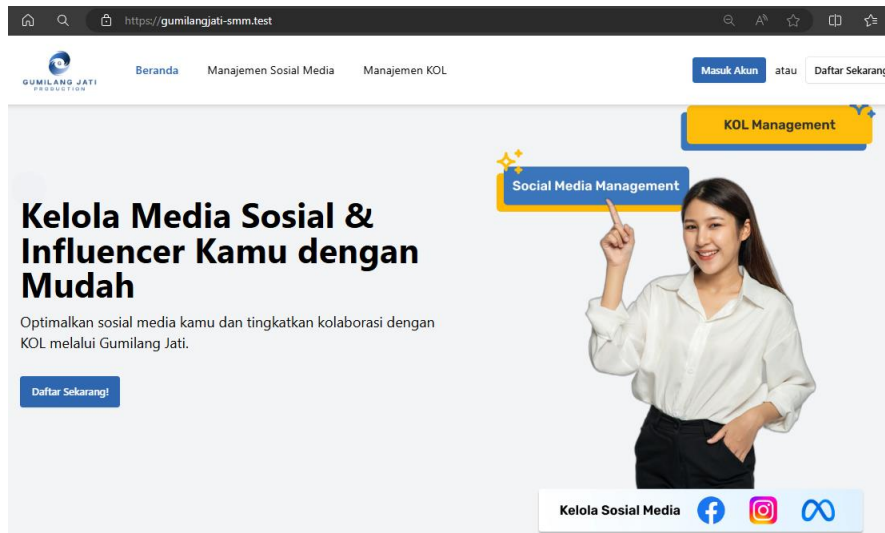 https://gumilangjati-smm.test
GUMILANG JATI
PRODUCTION
Beranda
Manajemen Sosial Media
Manajemen KOL
Masuk Akun
atau
Daftar Sekarang
KOL Management
Social Media Management
Kelola Media Sosial &
Influencer Kamu dengan
Mudah
Optimalkan sosial media kamu dan tingkatkan kolaborasi dengan
KOL melalui Gumilang Jati.
Daftar Sekarang!
Kelola Sosial Media